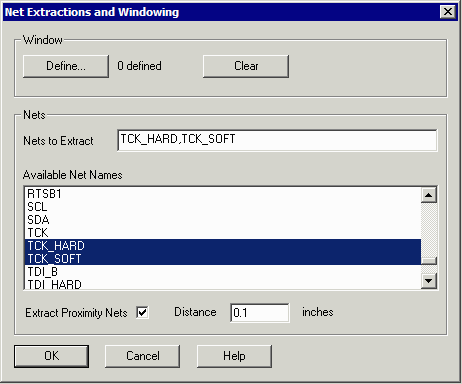 Net Extractions and Windowing
Window
Define... 0 defined Clear
Nets
Nets to Extract TCK_HARD,TCK_SOFT
Available Net Names
RTSB1
SCL
SDA
TCK
TCK_HARD
TCK_SOFT
TDI_B
TDI_HARD
Extract Proximity Nets Distance 0.1 inches
OK Cancel Help